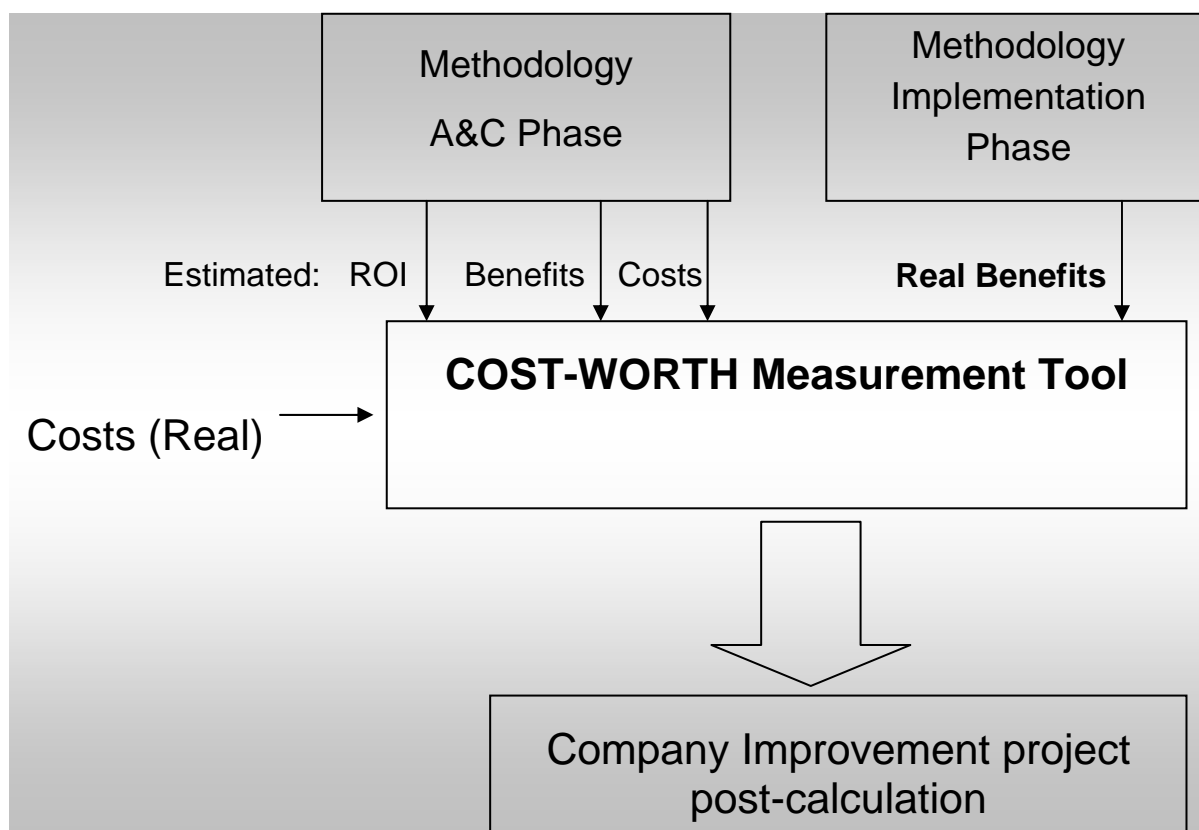 Methodology
A&C Phase
Methodology
Implementation
Phase
Estimated: ROI Benefits Costs
Real Benefits
COST-WORTH Measurement Tool
Costs (Real)
Company Improvement project
post-calculation